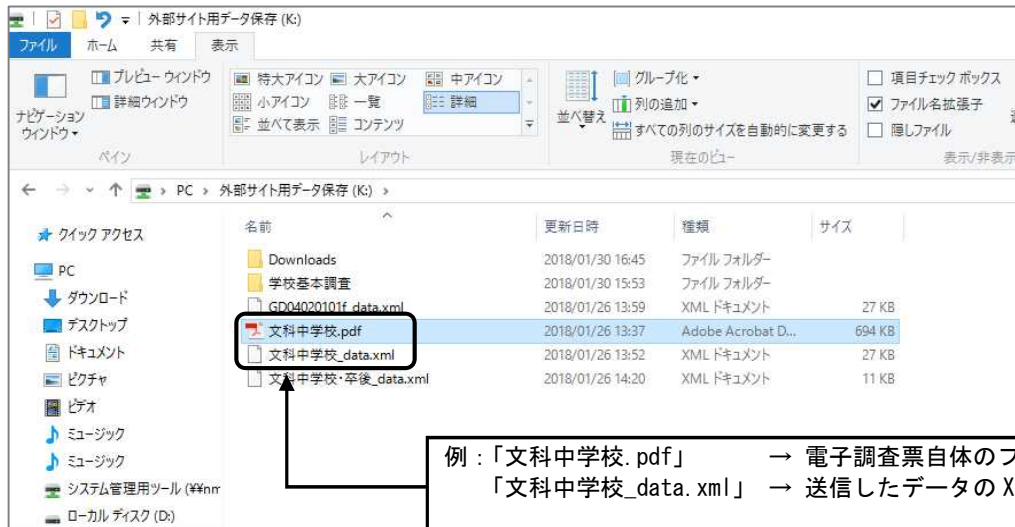 外部サイト用データ保存 (K:)
ファイル ホーム 共有 表示
プレビュー ウィンドウ
詳細ウィンドウ
ナビゲーション
ウィンドウ
特大アイコン 大アイコン 中アイコン
小アイコン 一覧 詳細
並べて表示 コンテンツ
並べ替え
グループ化
列の追加
すべての列のサイズを自動的に変更する
項目チェック ボックス
ファイル名拡張子
隠しファイル
ペイン レイアウト 現在のビュー 表示/非表示
PC › 外部サイト用データ保存 (K:) ›
名前 更新日時 種類 サイズ
クイック アクセス
PC
ダウンロード
デスクトップ
ドキュメント
ピクチャ
ビデオ
ミュージック
ミュージック
システム管理用ツール (¥¥nm
ローカル ディスク (D:)
Downloads 2018/01/30 16:45 ファイル フォルダー
学校基本調査 2018/01/30 15:53 ファイル フォルダー
GD04020101f_data.xml 2018/01/26 13:59 XML ドキュメント 27 KB
文科中学校.pdf 2018/01/26 13:37 Adobe Acrobat D... 694 KB
文科中学校_data.xml 2018/01/26 13:52 XML ドキュメント 27 KB
文科中学校・卒後_data.xml 2018/01/26 14:20 XML ドキュメント 11 KB
例:「文科中学校.pdf」 → 電子調査票自体のフ
「文科中学校_data.xml」 → 送信したデータの X